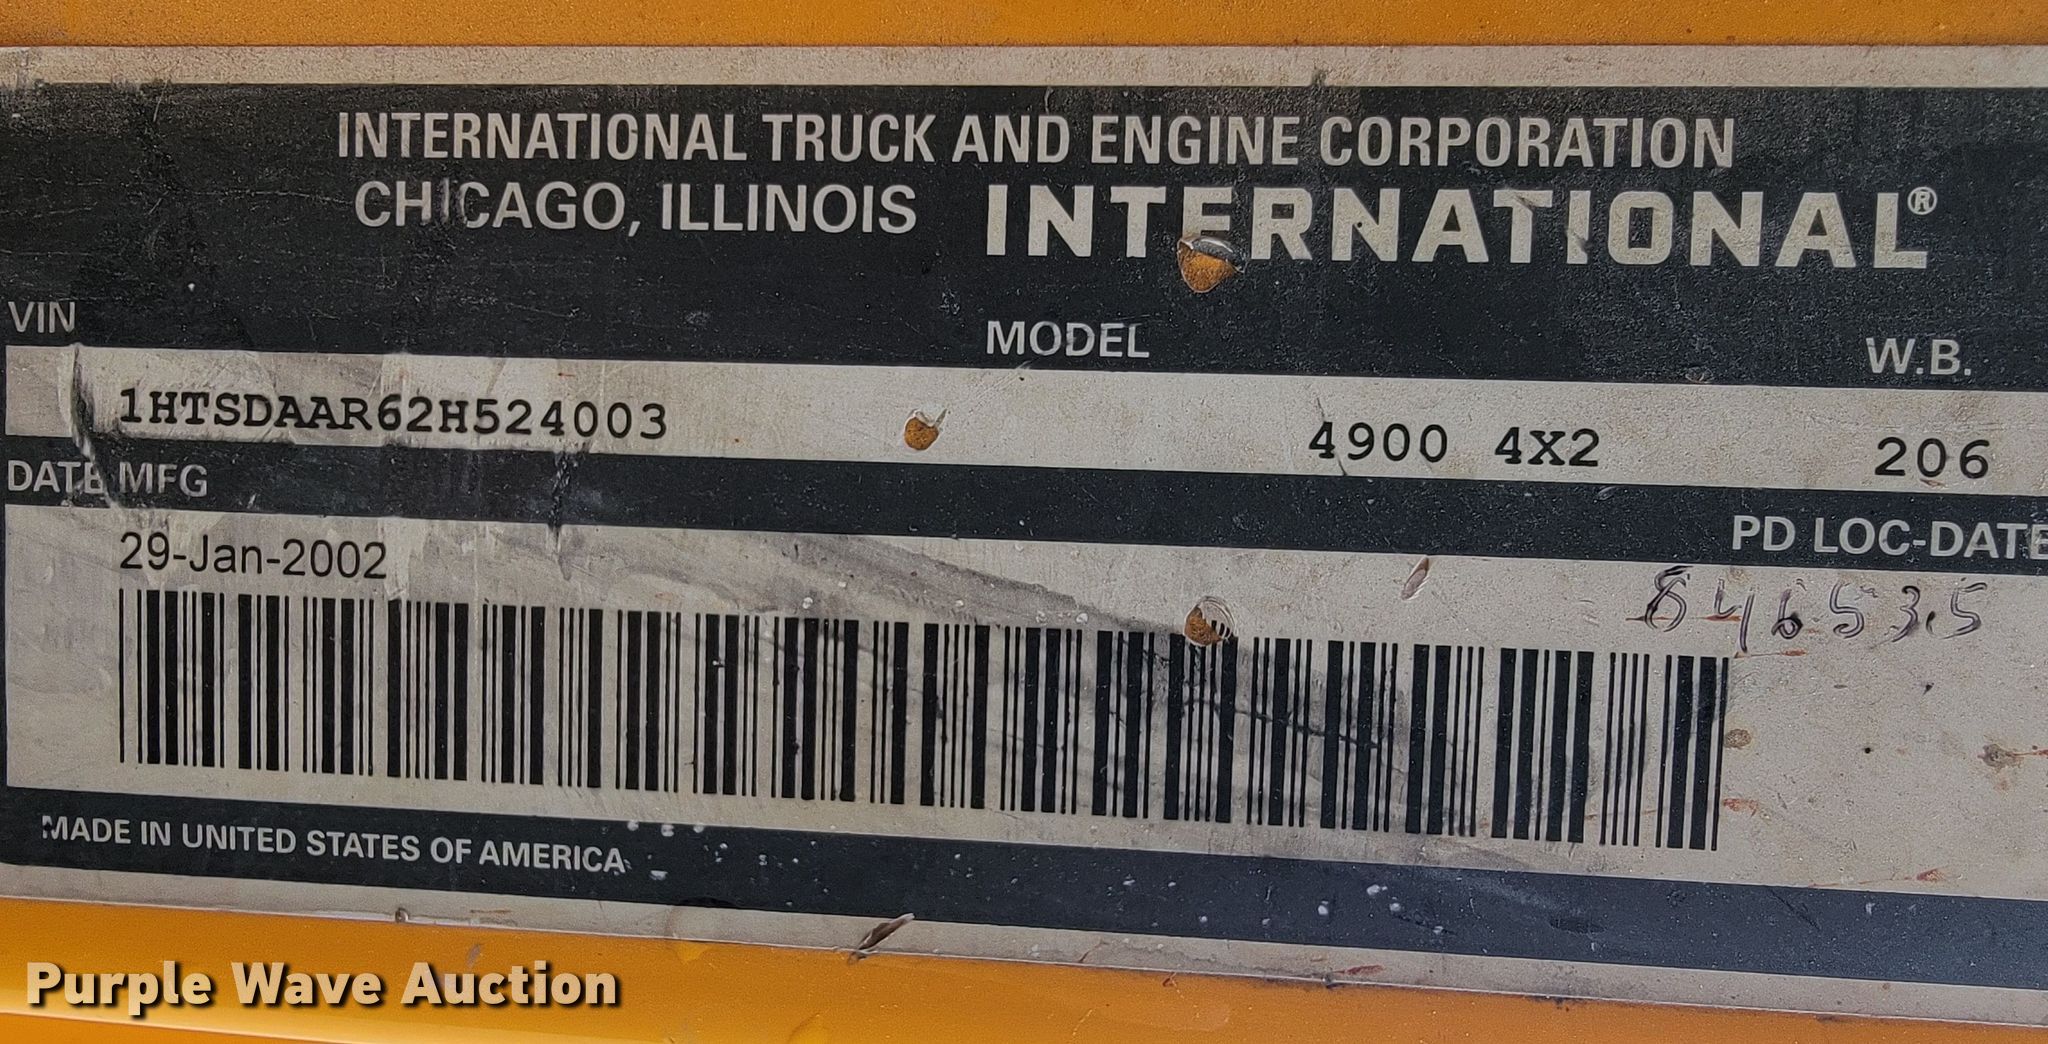 INTERNATIONAL TRUCK AND ENGINE CORPORATION
CHICAGO, ILLINOIS INTERNATIONAL®
VIN MODEL W.B.
1HTSDAAR62H524003 4900 4X2 206
DATE MFG PD LOC-DATE
29-Jan-2002
846535
MADE IN UNITED STATES OF AMERICA
Purple Wave Auction